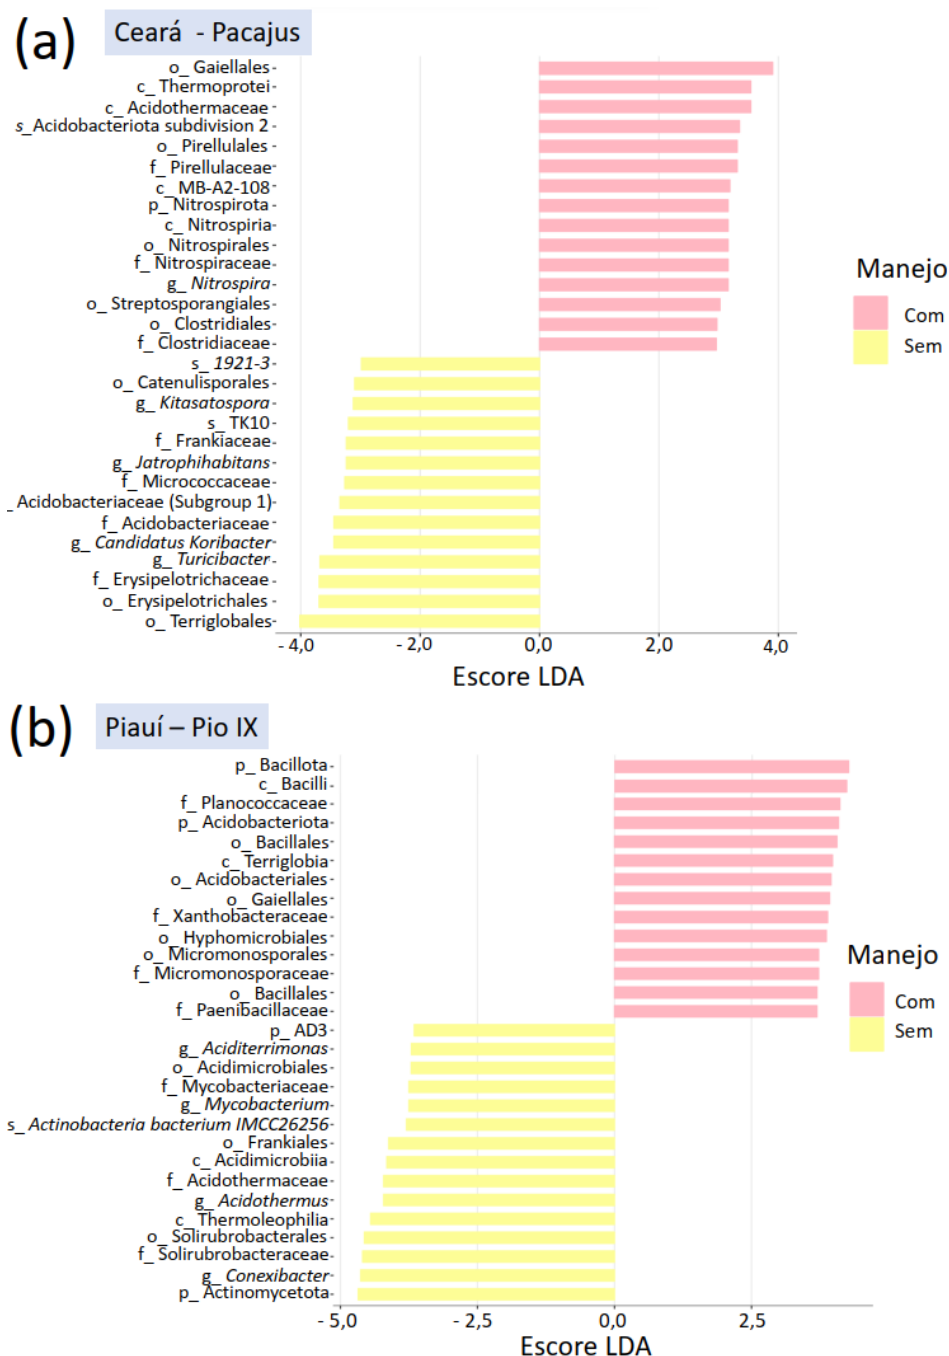 (a)
Ceará - Pacajus
o_ Gaiellales
c_ Thermoprotei
c_ Acidothermaceae
s_Acidobacteriota subdivision 2
o_ Pirellulales
f_ Pirellulaceae
c_ MB-A2-108
p_ Nitrospirota
c_ Nitrospiria
o_ Nitrospirales
f_ Nitrospiraceae
g_ Nitrospira
o_ Streptosporangiales
o_ Clostridiales
f_ Clostridiaceae
s_ 1921-3
o_ Catenulisporales
g_ Kitasatospora
s_ TK10
f_ Frankiaceae
g_ Jatrophihabitans
f_ Micrococcaceae
_ Acidobacteriaceae (Subgroup 1)
f_ Acidobacteriaceae
g_ Candidatus Koribacter
g_ Turicibacter
f_ Erysipelotrichaceae
o_ Erysipelotrichales
o_ Terriglobales
Manejo
Com
Sem
- 4,0 - 2,0 0,0 2,0 4,0
Escore LDA
(b)
Piauí – Pio IX
p_ Bacillota
c_ Bacilli
f_ Planococcaceae
p_ Acidobacteriota
o_ Bacillales
c_ Terriglobia
o_ Acidobacteriales
o_ Gaiellales
f_ Xanthobacteraceae
o_ Hyphomicrobiales
o_ Micromonosporales
f_ Micromonosporaceae
o_ Bacillales
f_ Paenibacillaceae
p_ AD3
g_ Aciditerrimonas
o_ Acidimicrobiales
f_ Mycobacteriaceae
g_ Mycobacterium
s_ Actinobacteria bacterium IMCC26256
o_ Frankiales
c_ Acidimicrobiia
f_ Acidothermaceae
g_ Acidothermus
c_ Thermoleophilia
o_ Solirubrobacterales
f_ Solirubrobacteraceae
g_ Conexibacter
p_ Actinomycetota
Manejo
Com
Sem
- 5,0 - 2,5 0,0 2,5
Escore LDA